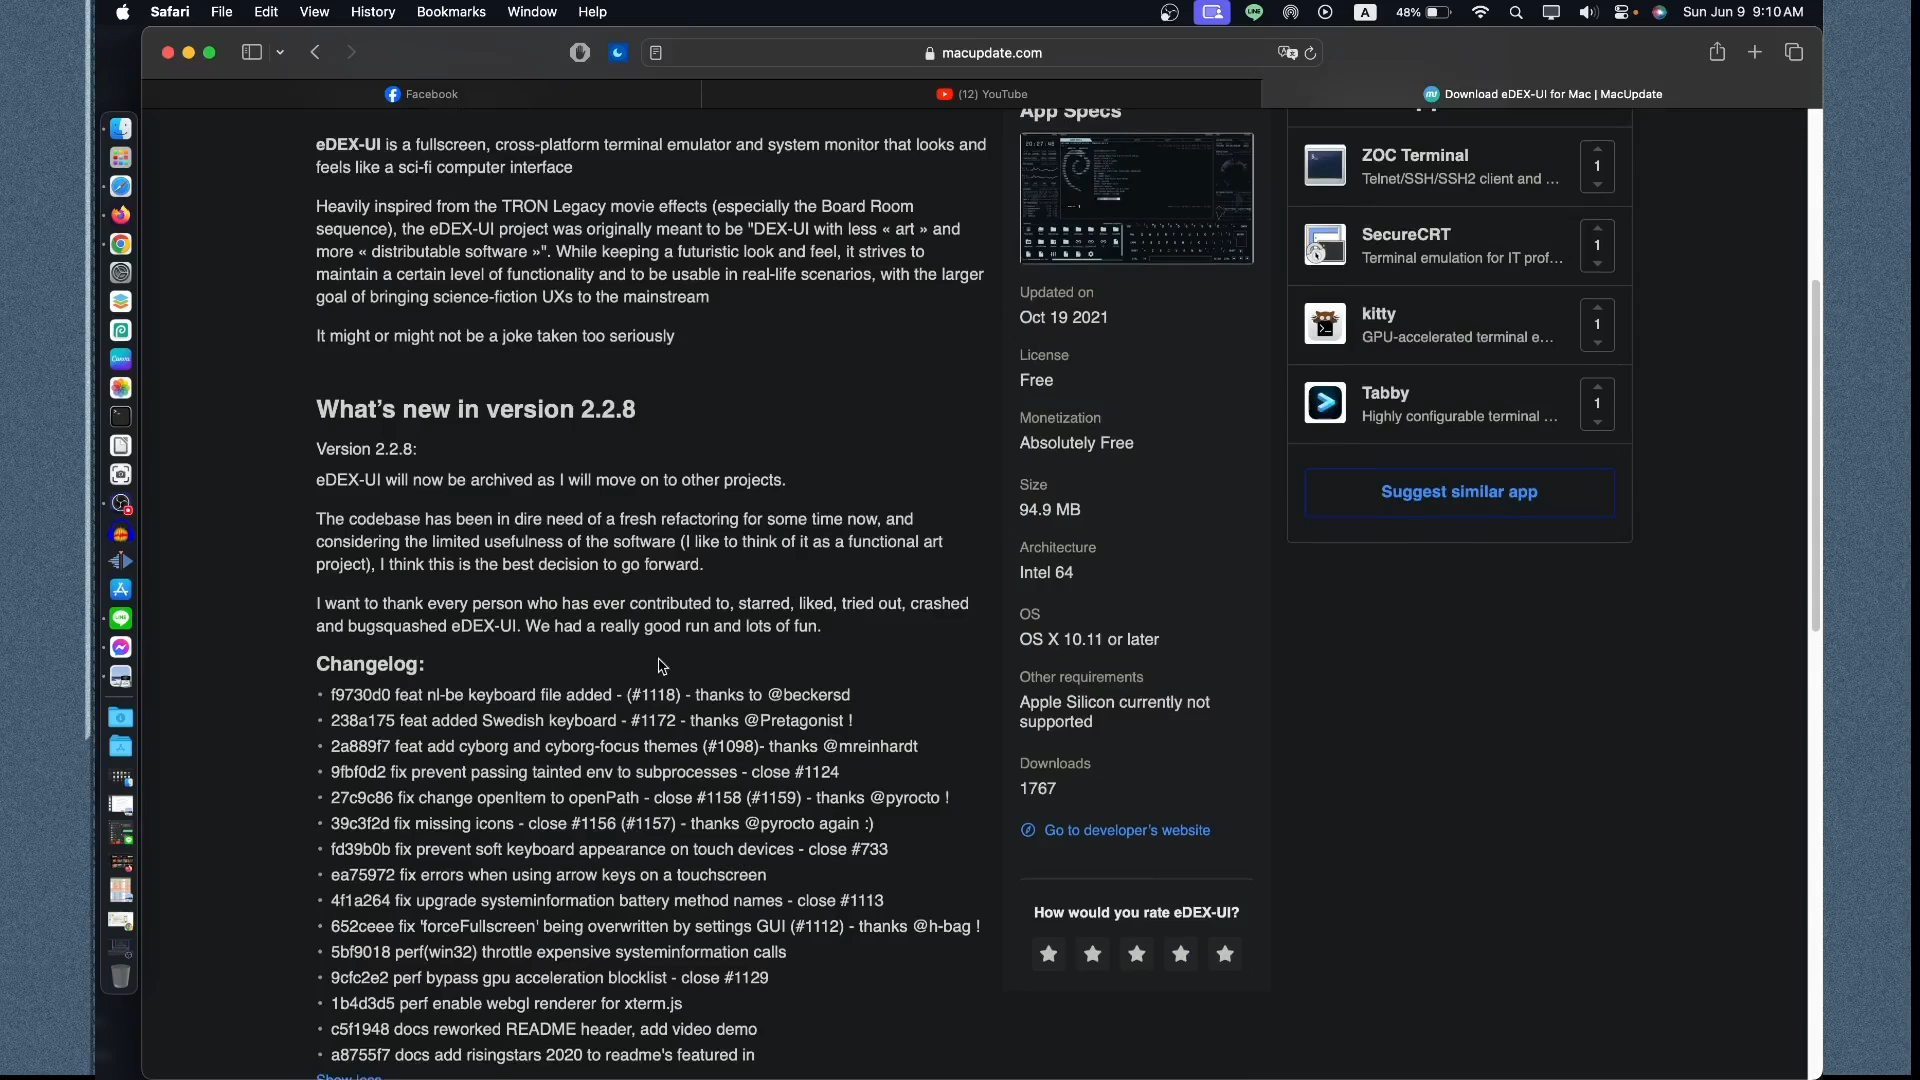 Safari File Edit View History Bookmarks Window Help
A 48% Sun Jun 9 9:10 AM
macupdate.com
Facebook
(12) YouTube
Download eDEX-UI for Mac | MacUpdate
eDEX-UI is a fullscreen, cross-platform terminal emulator and system monitor that looks and
feels like a sci-fi computer interface
Heavily inspired from the TRON Legacy movie effects (especially the Board Room
sequence), the eDEX-UI project was originally meant to be "DEX-UI with less « art » and
more « distributable software »". While keeping a futuristic look and feel, it strives to
maintain a certain level of functionality and to be usable in real-life scenarios, with the larger
goal of bringing science-fiction UXs to the mainstream
It might or might not be a joke taken too seriously
What's new in version 2.2.8
Version 2.2.8:
eDEX-UI will now be archived as I will move on to other projects.
The codebase has been in dire need of a fresh refactoring for some time now, and
considering the limited usefulness of the software (I like to think of it as a functional art
project), I think this is the best decision to go forward.
I want to thank every person who has ever contributed to, starred, liked, tried out, crashed
and bugsquashed eDEX-UI. We had a really good run and lots of fun.
Changelog:
• f9730d0 feat nl-be keyboard file added - (#1118) - thanks to @beckersd
• 238a175 feat added Swedish keyboard - #1172 - thanks @Pretagonist !
• 2a889f7 feat add cyborg and cyborg-focus themes (#1098)- thanks @mreinhardt
• 9fbf0d2 fix prevent passing tainted env to subprocesses - close #1124
• 27c9c86 fix change openItem to openPath - close #1158 (#1159) - thanks @pyrocto !
• 39c3f2d fix missing icons - close #1156 (#1157) - thanks @pyrocto again :)
• fd39b0b fix prevent soft keyboard appearance on touch devices - close #733
• ea75972 fix errors when using arrow keys on a touchscreen
• 4f1a264 fix upgrade systeminformation battery method names - close #1113
• 652ceee fix 'forceFullscreen' being overwritten by settings GUI (#1112) - thanks @h-bag !
• 5bf9018 perf(win32) throttle expensive systeminformation calls
• 9cfc2e2 perf bypass gpu acceleration blocklist - close #1129
• 1b4d3d5 perf enable webgl renderer for xterm.js
• c5f1948 docs reworked README header, add video demo
• a8755f7 docs add risingstars 2020 to readme's featured in
Show less
App Specs
Updated on
Oct 19 2021
License
Free
Monetization
Absolutely Free
Size
94.9 MB
Architecture
Intel 64
OS
OS X 10.11 or later
Other requirements
Apple Silicon currently not
supported
Downloads
1767
Go to developer's website
How would you rate eDEX-UI?
ZOC Terminal
Telnet/SSH/SSH2 client and ...
1
SecureCRT
Terminal emulation for IT prof...
1
kitty
GPU-accelerated terminal e...
1
Tabby
Highly configurable terminal ...
1
Suggest similar app